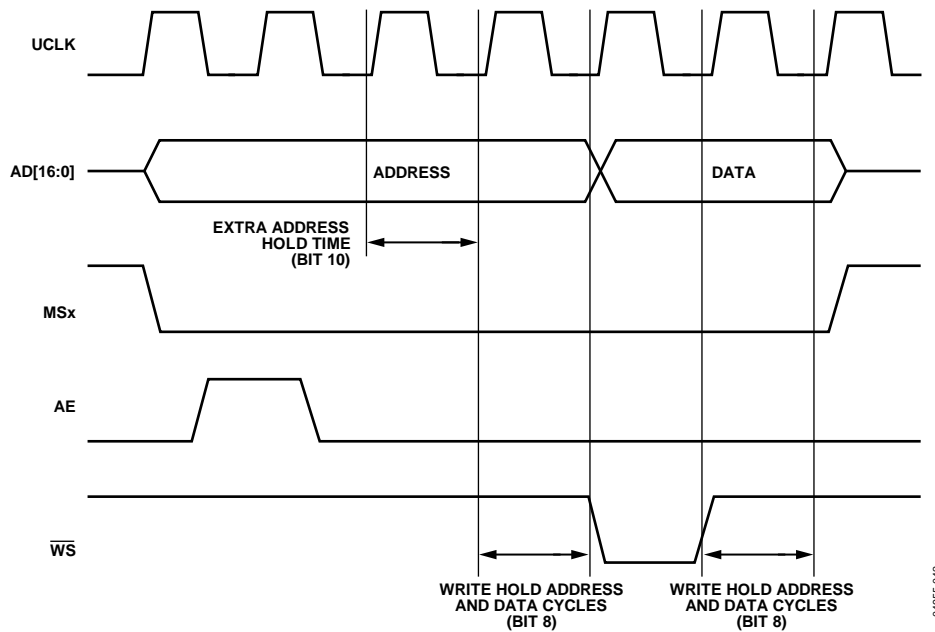 UCLK
AD[16:0]
ADDRESS
DATA
EXTRA ADDRESS
HOLD TIME
(BIT 10)
MSx
AE
WS
WRITE HOLD ADDRESS
AND DATA CYCLES
(BIT 8)
WRITE HOLD ADDRESS
AND DATA CYCLES
(BIT 8)